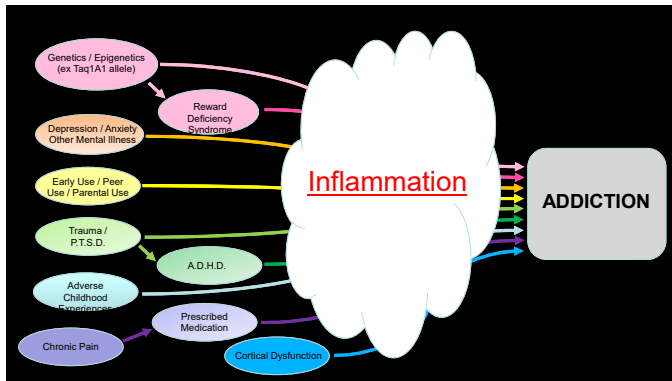 Genetics / Epigenetics
(ex Taq1A1 allele)
Reward
Deficiency
Syndrome
Depression / Anxiety
Other Mental Illness
Early Use / Peer
Use / Parental Use
Trauma /
P.T.S.D.
A.D.H.D.
Adverse
Childhood
Experiences
Prescribed
Medication
Chronic Pain
Cortical Dysfunction
Inflammation
ADDICTION